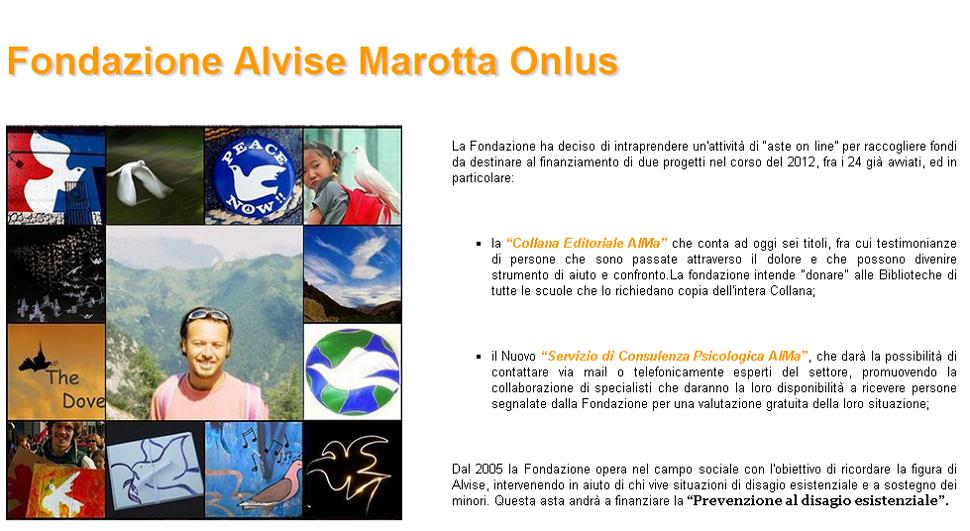 Fondazione Alvise Marotta Onlus
PEACE
NOW!!
The
Dove
La Fondazione ha deciso di intraprendere un'attività di "aste on line" per raccogliere fondi
da destinare al finanziamento di due progetti nel corso del 2012, fra i 24 già avviati, ed in
particolare:
▪ la “Collana Editoriale AlMa” che conta ad oggi sei titoli, fra cui testimonianze
di persone che sono passate attraverso il dolore e che possono divenire
strumento di aiuto e confronto.La fondazione intende "donare" alle Biblioteche di
tutte le scuole che lo richiedano copia dell'intera Collana;
▪ il Nuovo “Servizio di Consulenza Psicologica AlMa”, che darà la possibilità di
contattare via mail o telefonicamente esperti del settore, promuovendo la
collaborazione di specialisti che daranno la loro disponibilità a ricevere persone
segnalate dalla Fondazione per una valutazione gratuita della loro situazione;
Dal 2005 la Fondazione opera nel campo sociale con l'obiettivo di ricordare la figura di
Alvise, intervenendo in aiuto di chi vive situazioni di disagio esistenziale e a sostegno dei
minori. Questa asta andrà a finanziare la “Prevenzione al disagio esistenziale”.